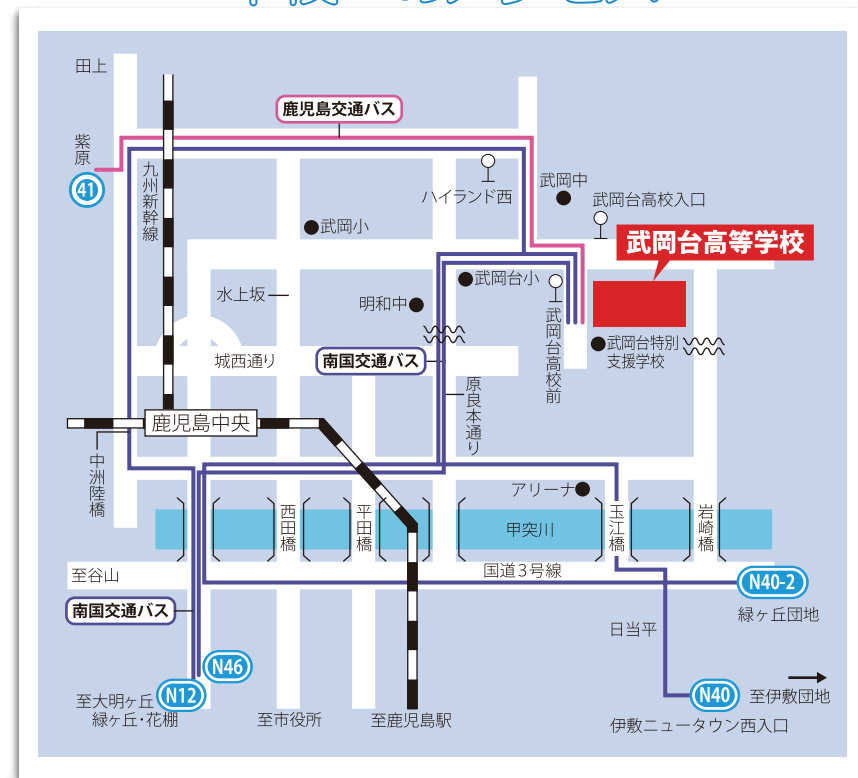 田上
鹿児島交通バス
紫原
41
九州新幹線
ハイランド西
武岡中
武岡台高校入口
武岡小
武岡台高等学校
水上坂
明和中
武岡台小
武岡台高校前
城西通り
南国交通バス
武岡台特別
支援学校
原良本通り
鹿児島中央
中洲陸橋
アリーナ
西田橋
平田橋
甲突川
玉江橋
岩崎橋
至谷山
国道3号線
N40-2
緑ヶ丘団地
南国交通バス
日当平
N46
N12
至大明ヶ丘
緑ヶ丘・花棚
至市役所
至鹿児島駅
N40
至伊敷団地
伊敷ニュータウン西入口